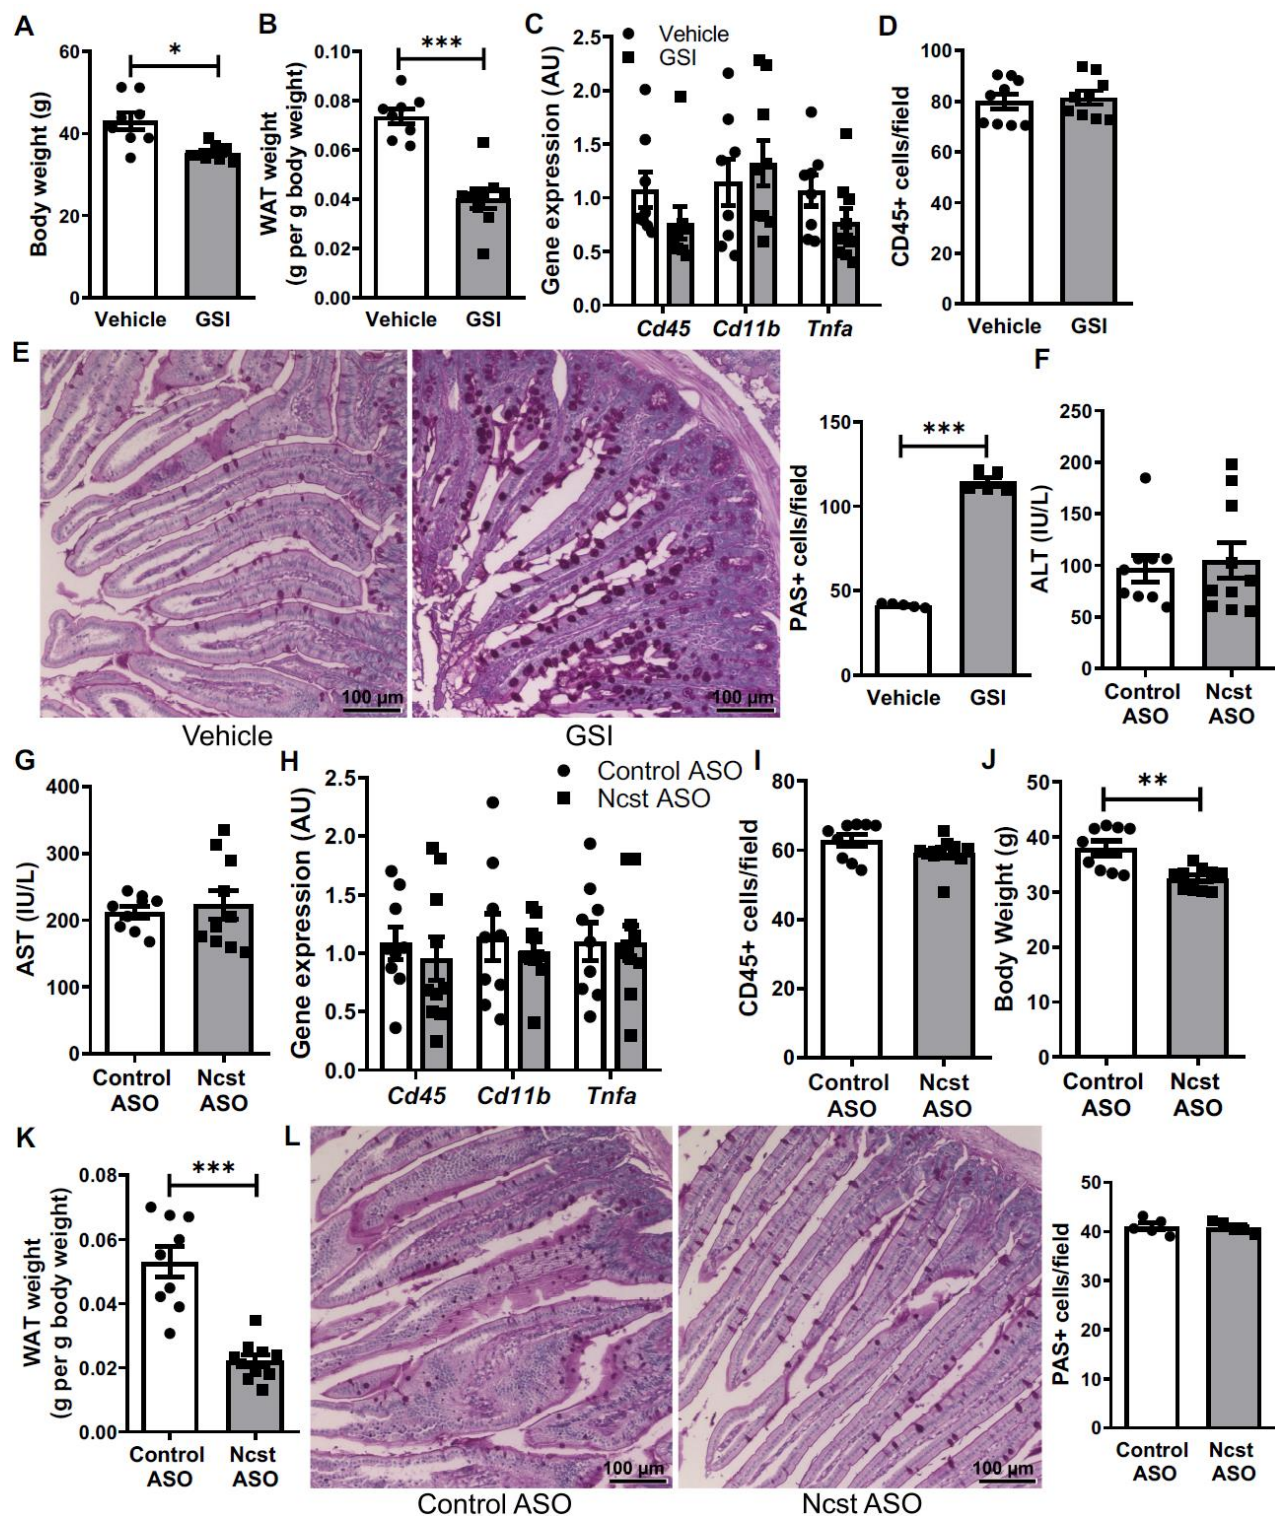 A
Body weight (g)
60
40
20
0
*
Vehicle
GSI
B
WAT weight
(g per g body weight)
0.10
0.08
0.06
0.04
0.02
0.00
***
Vehicle
GSI
C
Gene expression (AU)
2.5
2.0
1.5
1.0
0.5
0.0
Vehicle
GSI
Cd45
Cd11b
Tnfa
D
CD45+ cells/field
100
80
60
40
20
0
Vehicle
GSI
E
100 µm
100 µm
Vehicle
GSI
PAS+ cells/field
150
100
50
0
***
Vehicle
GSI
F
ALT (IU/L)
250
200
150
100
50
0
Control
ASO
Ncst
ASO
G
AST (IU/L)
400
300
200
100
0
Control
ASO
Ncst
ASO
H
Gene expression (AU)
2.5
2.0
1.5
1.0
0.5
0.0
Control ASO
Ncst ASO
Cd45
Cd11b
Tnfa
I
CD45+ cells/field
80
60
40
20
0
Control
ASO
Ncst
ASO
J
Body Weight (g)
50
40
30
20
10
0
**
Control
ASO
Ncst
ASO
K
WAT weight
(g per g body weight)
0.08
0.06
0.04
0.02
0.00
***
Control
ASO
Ncst
ASO
L
100 µm
100 µm
Control ASO
Ncst ASO
PAS+ cells/field
50
40
30
20
10
0
Control
ASO
Ncst
ASO